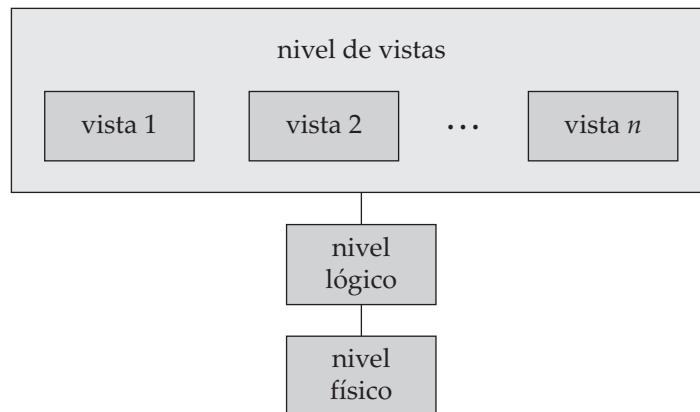 nivel de vistas
vista 1
vista 2
...
vista n
nivel
lógico
nivel
físico